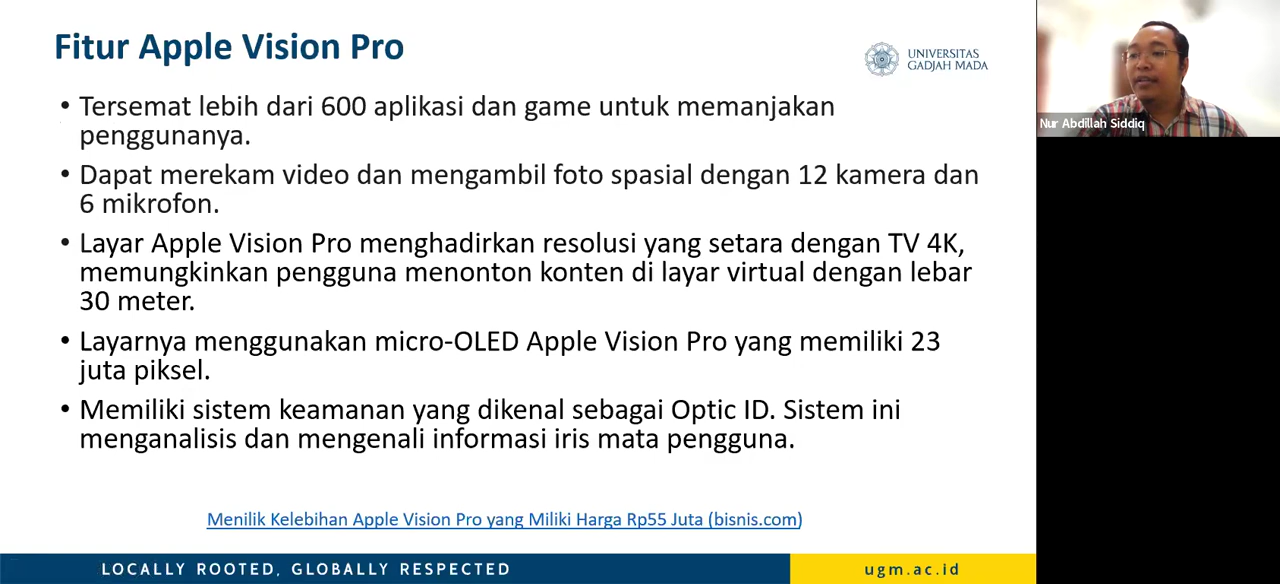 Fitur Apple Vision Pro
UNIVERSITAS
GADJAH MADA
• Tersemat lebih dari 600 aplikasi dan game untuk memanjakan
penggunanya.
• Dapat merekam video dan mengambil foto spasial dengan 12 kamera dan
6 mikrofon.
• Layar Apple Vision Pro menghadirkan resolusi yang setara dengan TV 4K,
memungkinkan pengguna menonton konten di layar virtual dengan lebar
30 meter.
• Layarnya menggunakan micro-OLED Apple Vision Pro yang memiliki 23
juta piksel.
• Memiliki sistem keamanan yang dikenal sebagai Optic ID. Sistem ini
menganalisis dan mengenali informasi iris mata pengguna.
Menilik Kelebihan Apple Vision Pro yang Miliki Harga Rp55 Juta (bisnis.com)
LOCALLY ROOTED, GLOBALLY RESPECTED
ugm.ac.id
Nur Abdillah Siddiq